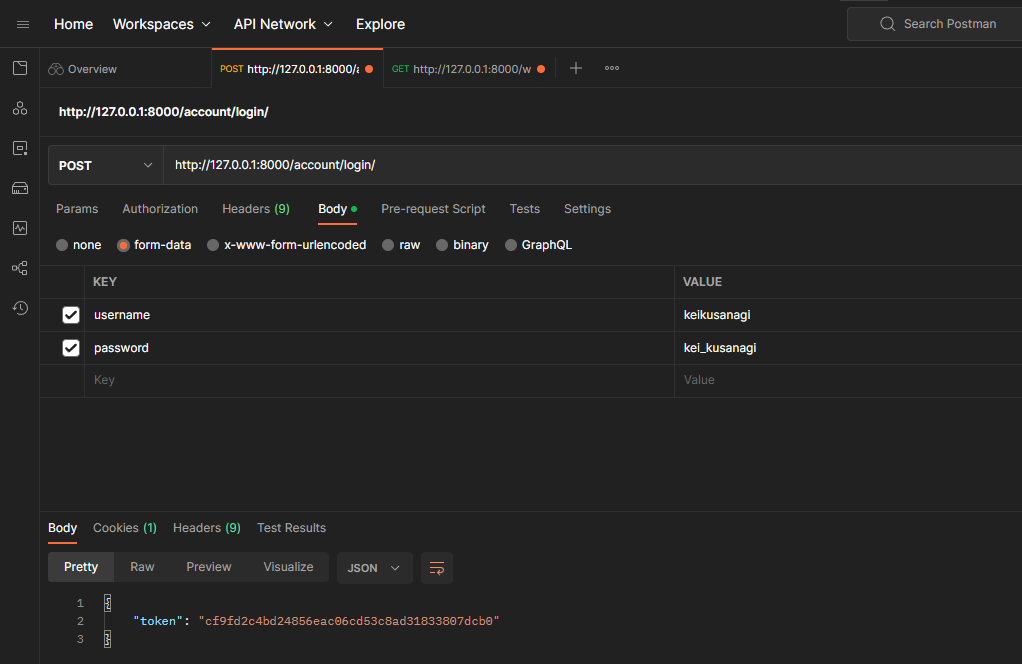 Home Workspaces API Network Explore Search Postman
Overview POST http://127.0.0.1:8000/a GET http://127.0.0.1:8000/w
http://127.0.0.1:8000/account/login/
POST http://127.0.0.1:8000/account/login/
Params Authorization Headers (9) Body Pre-request Script Tests Settings
none form-data x-www-form-urlencoded raw binary GraphQL
KEY VALUE
username keikusanagi
password kei_kusanagi
Key Value
Body Cookies (1) Headers (9) Test Results
Pretty Raw Preview Visualize JSON
1 {
2 "token": "cf9fd2c4bd24856eac06cd53c8ad31833807dcb0"
3 }